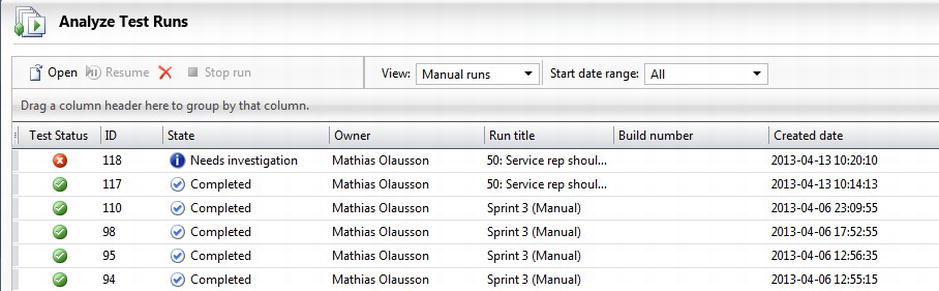 Analyze Test Runs
Open Resume Stop run View: Manual runs Start date range: All
Drag a column header here to group by that column.
Test Status ID State Owner Run title Build number Created date
118 Needs investigation Mathias Olausson 50: Service rep shoul... 2013-04-13 10:20:10
117 Completed Mathias Olausson 50: Service rep shoul... 2013-04-13 10:14:13
110 Completed Mathias Olausson Sprint 3 (Manual) 2013-04-06 23:09:55
98 Completed Mathias Olausson Sprint 3 (Manual) 2013-04-06 17:52:55
95 Completed Mathias Olausson Sprint 3 (Manual) 2013-04-06 12:56:35
94 Completed Mathias Olausson Sprint 3 (Manual) 2013-04-06 12:55:15